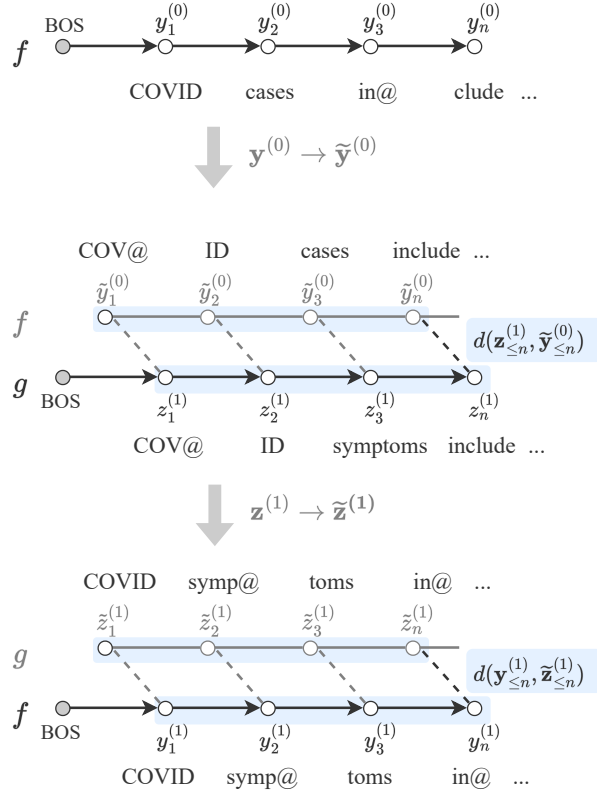 BOS y₁⁽⁰⁾ y₂⁽⁰⁾ y₃⁽⁰⁾ yₙ⁽⁰⁾
f
COVID cases in@ clude ...
𝐲⁽⁰⁾ → 𝐲̃⁽⁰⁾
COV@ ID cases include ...
ỹ₁⁽⁰⁾ ỹ₂⁽⁰⁾ ỹ₃⁽⁰⁾ ỹₙ⁽⁰⁾
f
d(𝐳≤ₙ⁽¹⁾, 𝐲̃≤ₙ⁽⁰⁾)
g
BOS z₁⁽¹⁾ z₂⁽¹⁾ z₃⁽¹⁾ zₙ⁽¹⁾
COV@ ID symptoms include ...
𝐳⁽¹⁾ → 𝐳̃⁽¹⁾
COVID symp@ toms in@ ...
z̃₁⁽¹⁾ z̃₂⁽¹⁾ z̃₃⁽¹⁾ z̃ₙ⁽¹⁾
g
d(𝐲≤ₙ⁽¹⁾, 𝐳̃≤ₙ⁽¹⁾)
f
BOS y₁⁽¹⁾ y₂⁽¹⁾ y₃⁽¹⁾ yₙ⁽¹⁾
COVID symp@ toms in@ ...